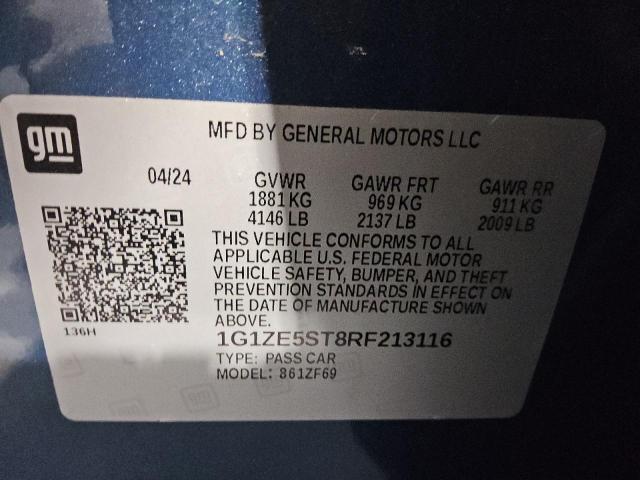 gm
MFD BY GENERAL MOTORS LLC
04/24 GVWR GAWR FRT GAWR RR
1881 KG 969 KG 911 KG
4146 LB 2137 LB 2009 LB
THIS VEHICLE CONFORMS TO ALL
APPLICABLE U.S. FEDERAL MOTOR
VEHICLE SAFETY, BUMPER, AND THEFT
PREVENTION STANDARDS IN EFFECT ON
THE DATE OF MANUFACTURE SHOWN
ABOVE.
136H
1G1ZE5ST8RF213116
TYPE: PASS CAR
MODEL: 861ZF69